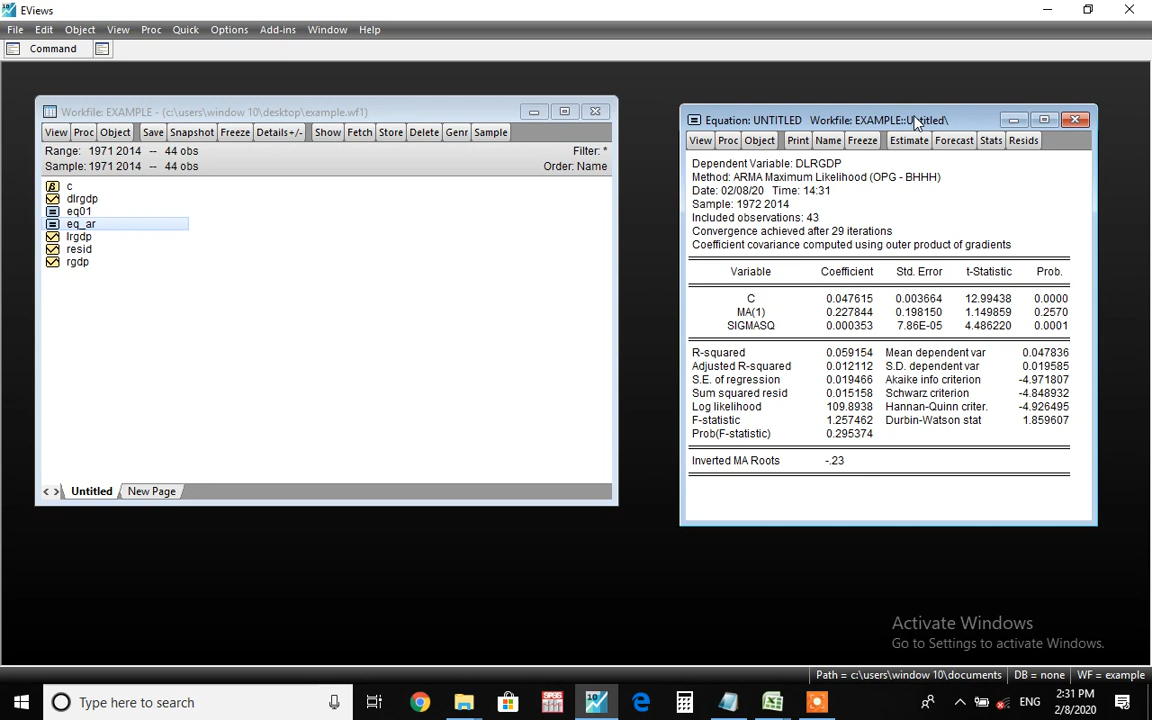 EViews
File Edit Object View Proc Quick Options Add-ins Window Help
Command
Workfile: EXAMPLE - (c:\users\window 10\desktop\example.wf1)
View Proc Object Save Snapshot Freeze Details+/- Show Fetch Store Delete Genr Sample
Range: 1971 2014 -- 44 obs Filter: *
Sample: 1971 2014 -- 44 obs Order: Name
c
dlrgdp
eq01
eq_ar
lrgdp
resid
rgdp
< > Untitled New Page
Equation: UNTITLED Workfile: EXAMPLE::Untitled\
View Proc Object Print Name Freeze Estimate Forecast Stats Resids
Dependent Variable: DLRGDP
Method: ARMA Maximum Likelihood (OPG - BHHH)
Date: 02/08/20 Time: 14:31
Sample: 1972 2014
Included observations: 43
Convergence achieved after 29 iterations
Coefficient covariance computed using outer product of gradients
Variable Coefficient Std. Error t-Statistic Prob.
C 0.047615 0.003664 12.99438 0.0000
MA(1) 0.227844 0.198150 1.149859 0.2570
SIGMASQ 0.000353 7.86E-05 4.486220 0.0001
R-squared 0.059154 Mean dependent var 0.047836
Adjusted R-squared 0.012112 S.D. dependent var 0.019585
S.E. of regression 0.019466 Akaike info criterion -4.971807
Sum squared resid 0.015158 Schwarz criterion -4.848932
Log likelihood 109.8938 Hannan-Quinn criter. -4.926495
F-statistic 1.257462 Durbin-Watson stat 1.859607
Prob(F-statistic) 0.295374
Inverted MA Roots -.23
Activate Windows
Go to Settings to activate Windows.
Path = c:\users\window 10\documents DB = none WF = example
Type here to search
SPSS
ENG
2:31 PM
2/8/2020